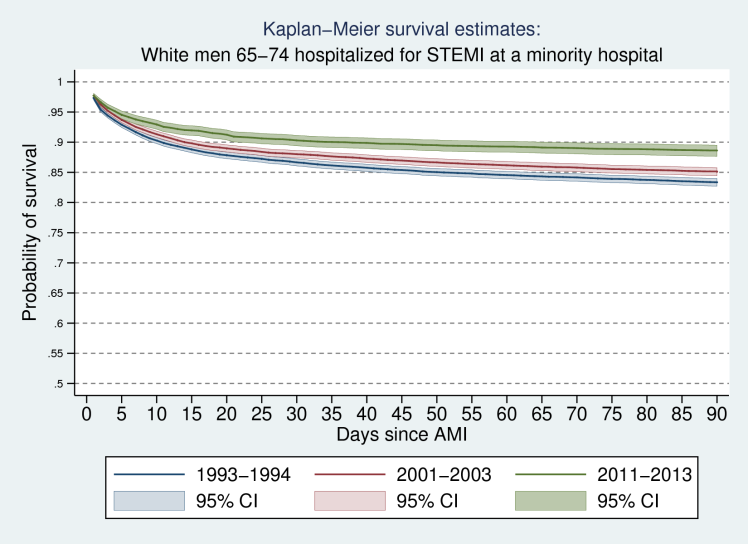 Kaplan−Meier survival estimates:
White men 65−74 hospitalized for STEMI at a minority hospital
Probability of survival
1
.95
.9
.85
.8
.75
.7
.65
.6
.55
.5
0 5 10 15 20 25 30 35 40 45 50 55 60 65 70 75 80 85 90
Days since AMI
1993−1994 2001−2003 2011−2013
95% CI 95% CI 95% CI